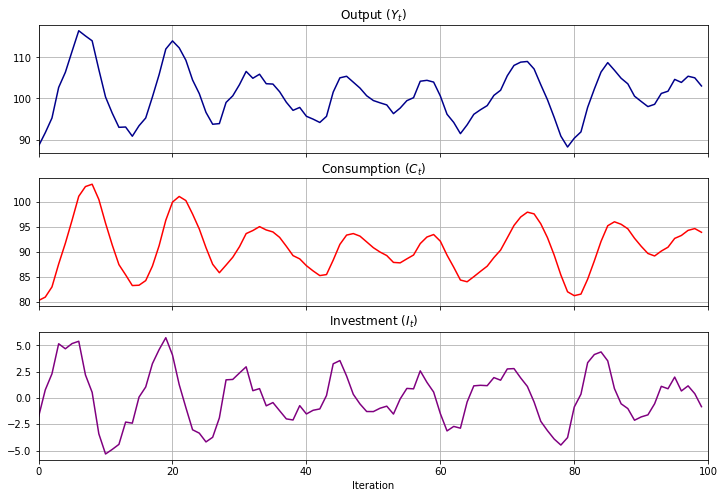 Output (Y_t)
110
100
90
Consumption (C_t)
100
95
90
85
80
Investment (I_t)
5.0
2.5
0.0
−2.5
−5.0
0 20 40 60 80 100
Iteration